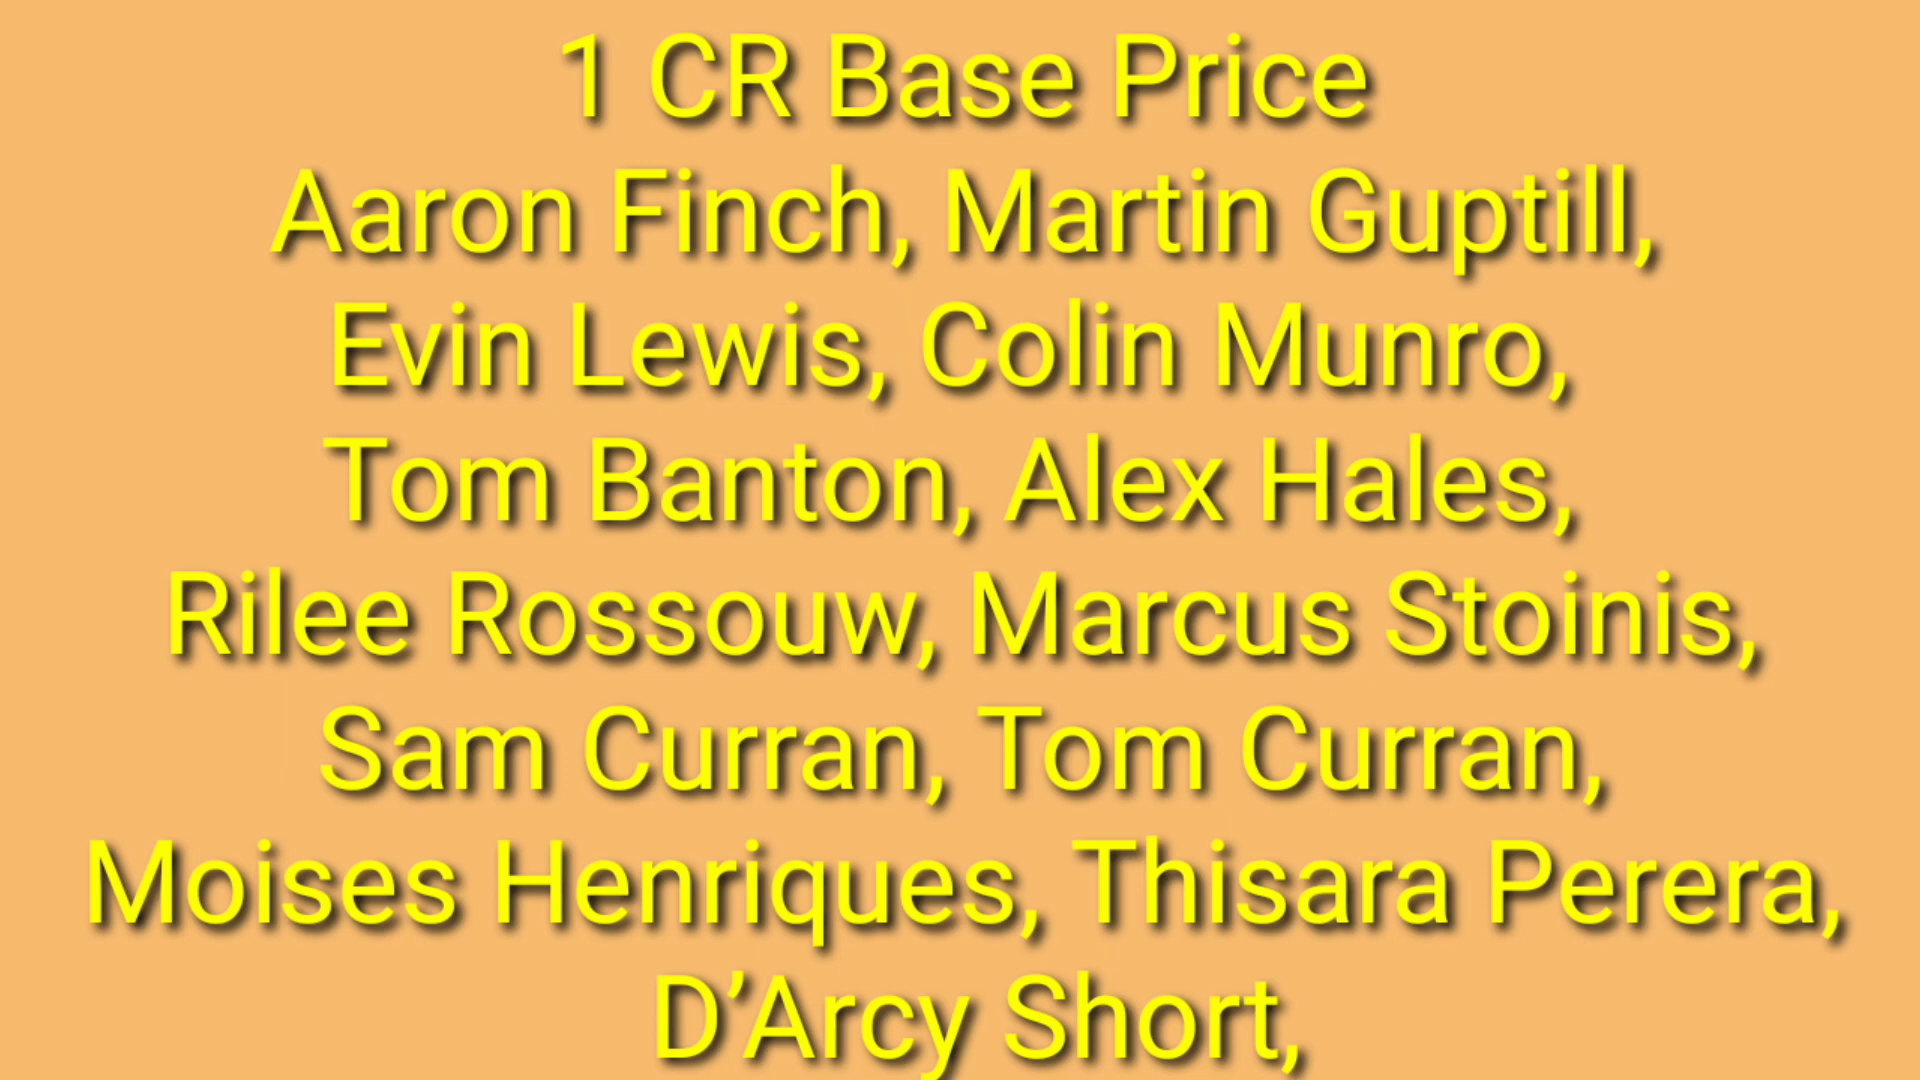 1 CR Base Price
Aaron Finch, Martin Guptill,
Evin Lewis, Colin Munro,
Tom Banton, Alex Hales,
Rilee Rossouw, Marcus Stoinis,
Sam Curran, Tom Curran,
Moises Henriques, Thisara Perera,
D’Arcy Short,